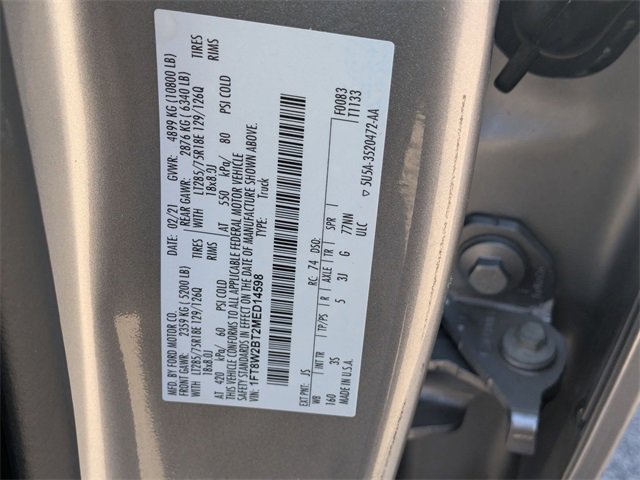 MFD. BY FORD MOTOR CO.
DATE: 02/21 GVWR: 4899 KG (10800 LB)
FRONT GAWR: 2359 KG (5200 LB) REAR GAWR: 2876 KG (6340 LB)
WITH LT285/75R18E 129/126Q TIRES WITH LT285/75R18E 129/126Q TIRES
18x8.0J RIMS 18x8.0J RIMS
AT 420 kPa/ 60 PSI COLD AT 550 kPa/ 80 PSI COLD
THIS VEHICLE CONFORMS TO ALL APPLICABLE FEDERAL MOTOR VEHICLE
SAFETY STANDARDS IN EFFECT ON THE DATE OF MANUFACTURE SHOWN ABOVE.
VIN: 1FT8W2BT2MED14598 TYPE: Truck
F0083
T1133
EXT PNT: JS RC: 74 DSO:
WB INT TR TP/PS R AXLE TR SPR
160 3S 5 3J G 77NN
MADE IN U.S.A. ULC
▽ 5U5A-3520472-AA